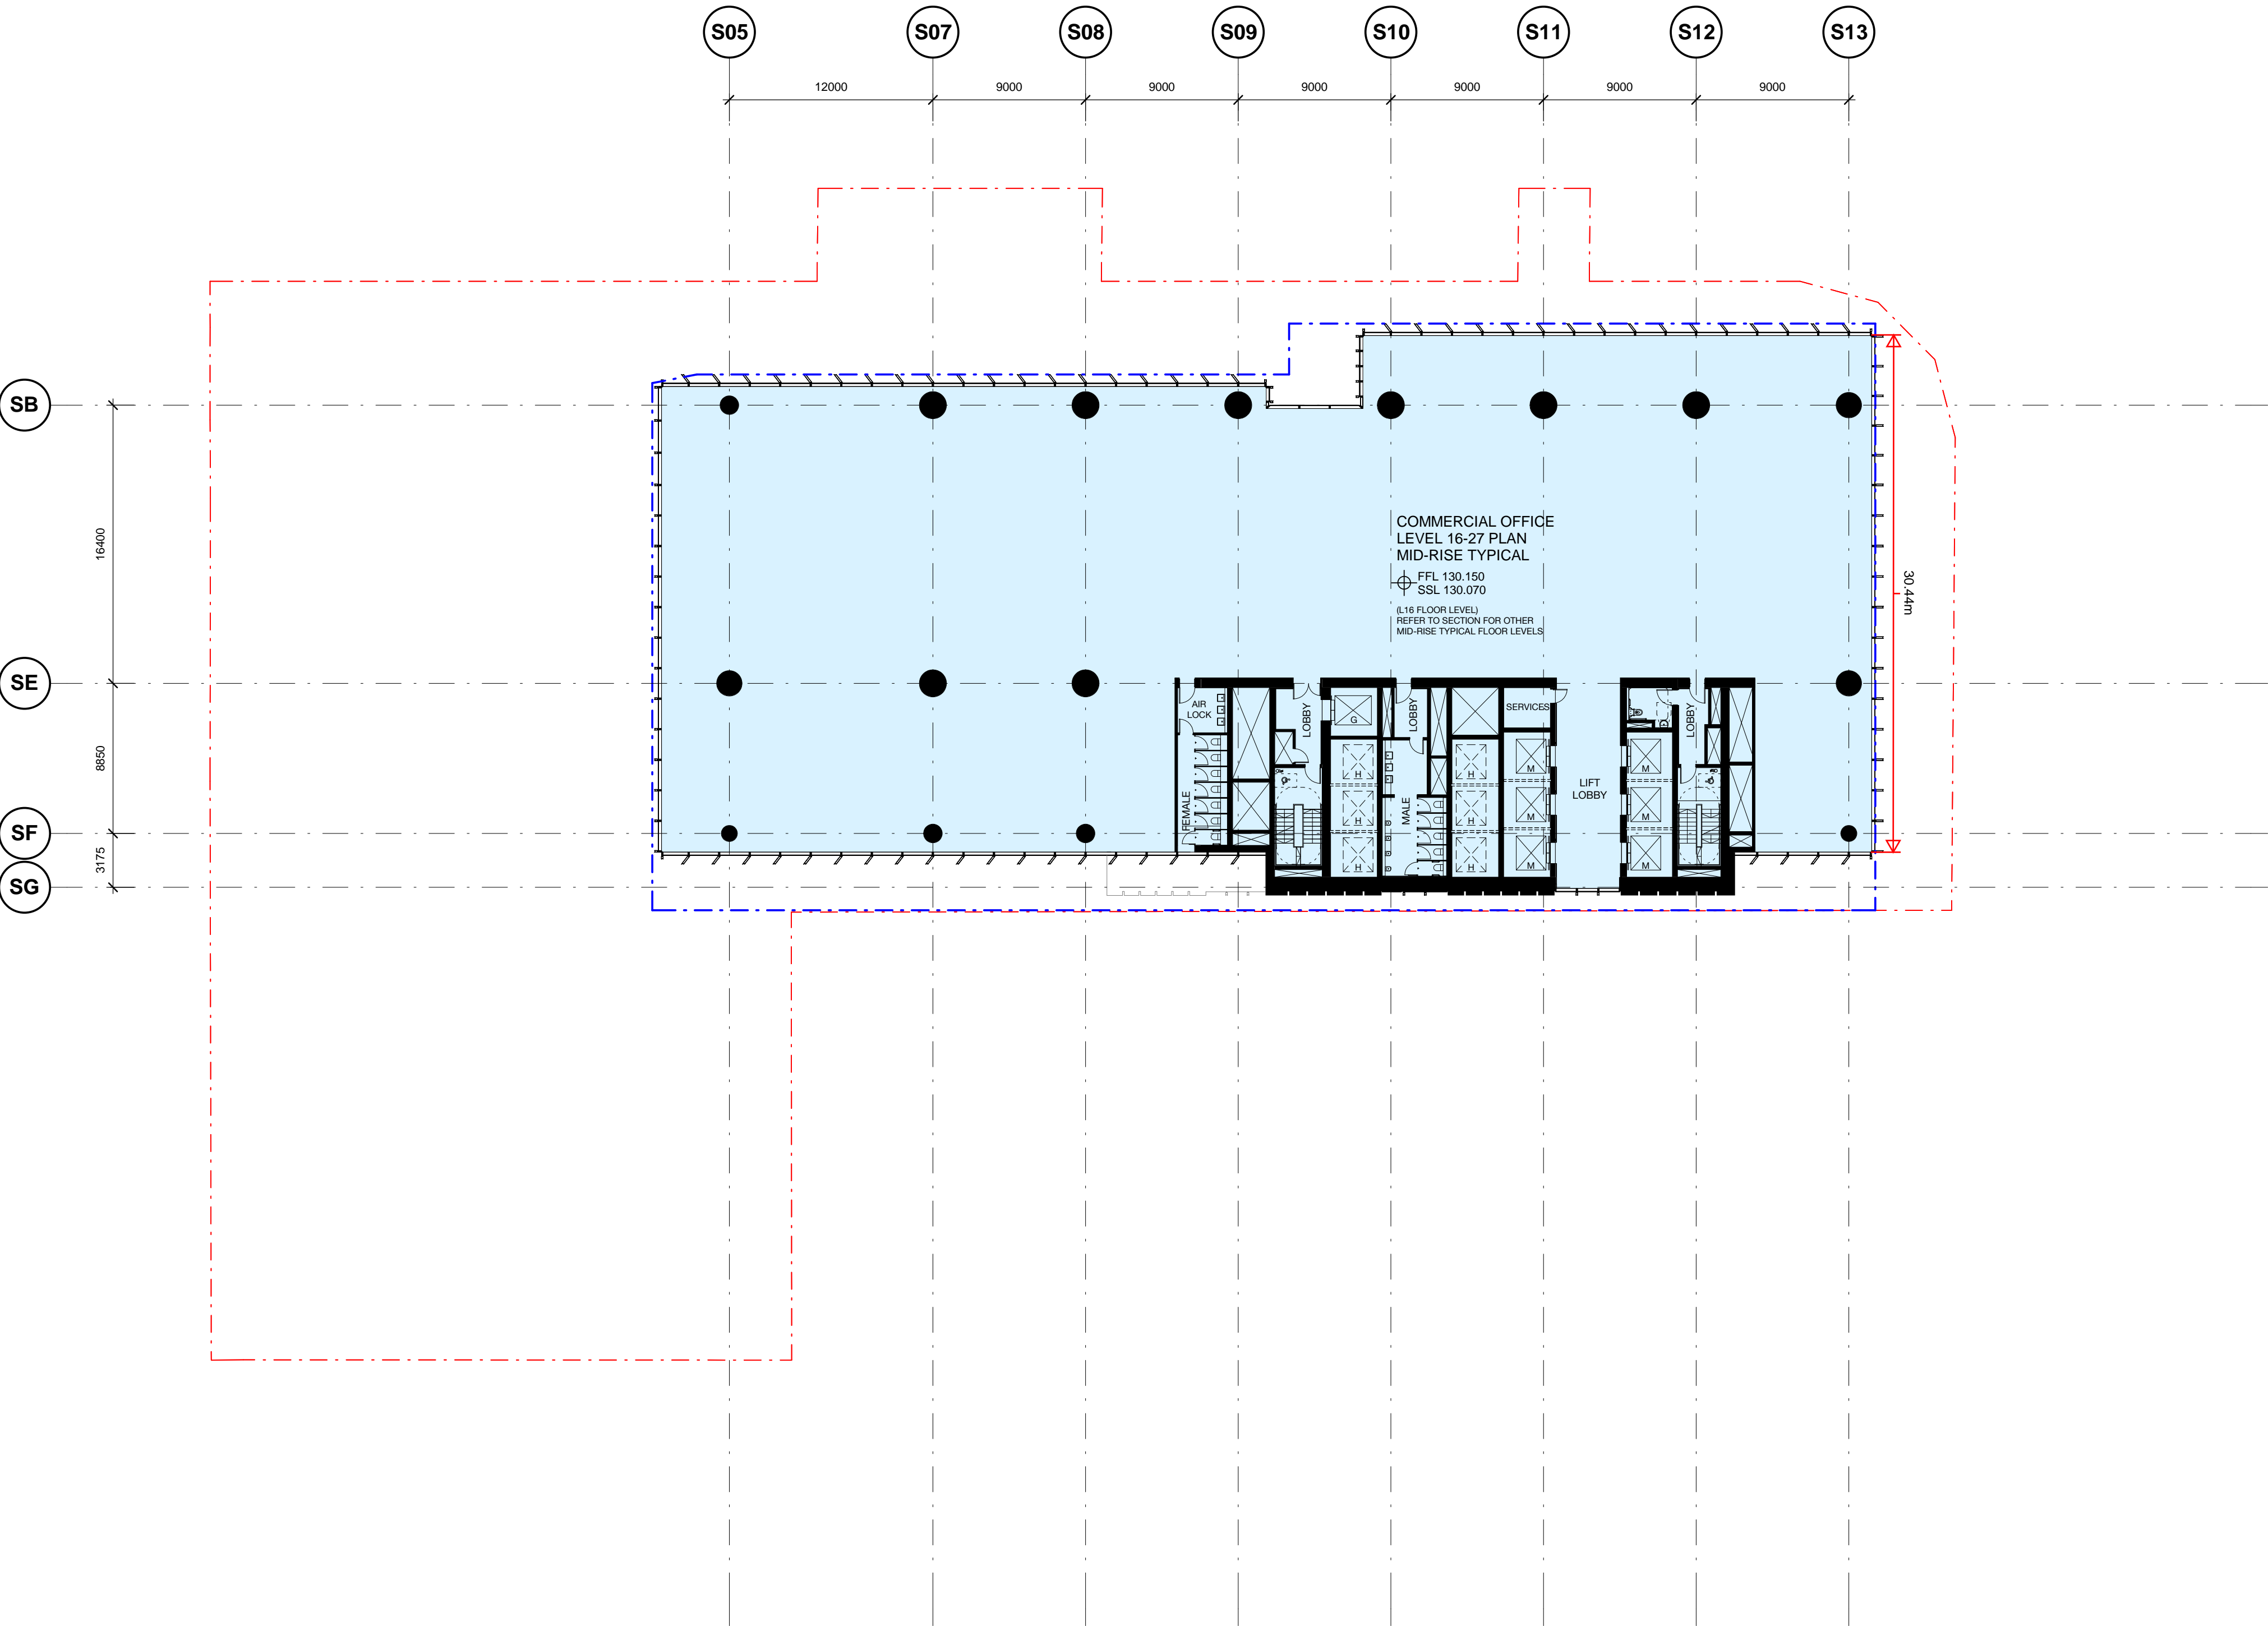 S05
S07
S08
S09
S10
S11
S12
S13
12000
9000
9000
9000
9000
9000
9000
SB
16400
SE
8850
SF
3175
SG
COMMERCIAL OFFICE
LEVEL 16-27 PLAN
MID-RISE TYPICAL
FFL 130.150
SSL 130.070
(L16 FLOOR LEVEL)
REFER TO SECTION FOR OTHER
MID-RISE TYPICAL FLOOR LEVELS
30.44m
AIR
LOCK
LOBBY
G
LOBBY
SERVICES
LOBBY
H
H
M
M
LIFT
LOBBY
FEMALE
H
MALE
H
M
M
H
H
M
M